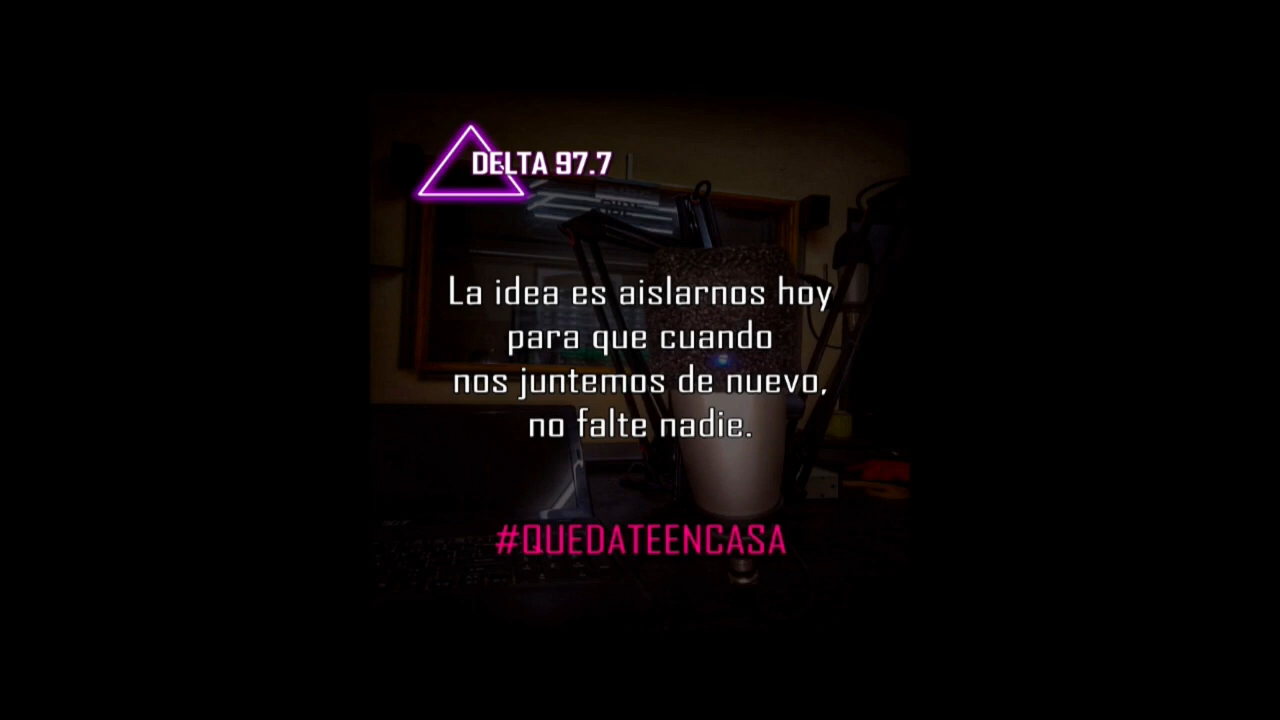 DELTA 97.7
La idea es aislarnos hoy
para que cuando
nos juntemos de nuevo,
no falte nadie.
#QUEDATEENCASA